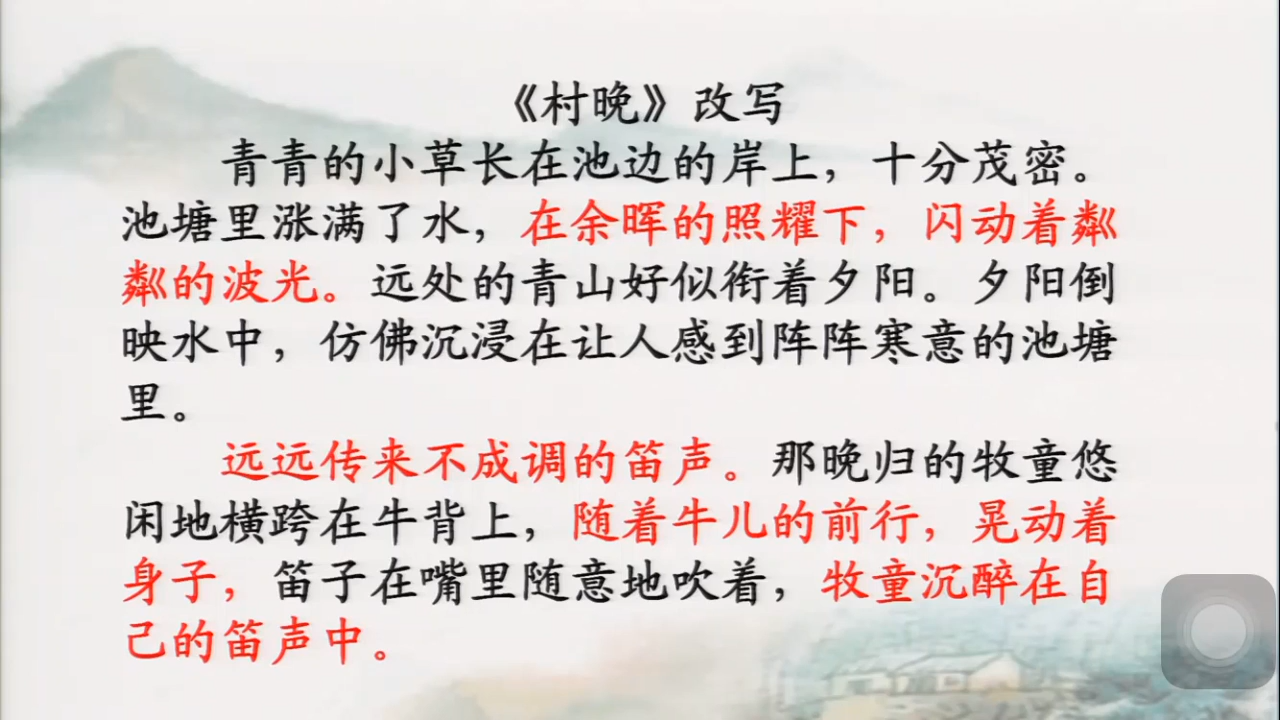 《村晚》改写
青青的小草长在池边的岸上，十分茂密。
池塘里涨满了水，在余晖的照耀下，闪动着粼
粼的波光。远处的青山好似衔着夕阳。夕阳倒
映水中，仿佛沉浸在让人感到阵阵寒意的池塘
里。
远远传来不成调的笛声。那晚归的牧童悠
闲地横跨在牛背上，随着牛儿的前行，晃动着
身子，笛子在嘴里随意地吹着，牧童沉醉在自
己的笛声中。